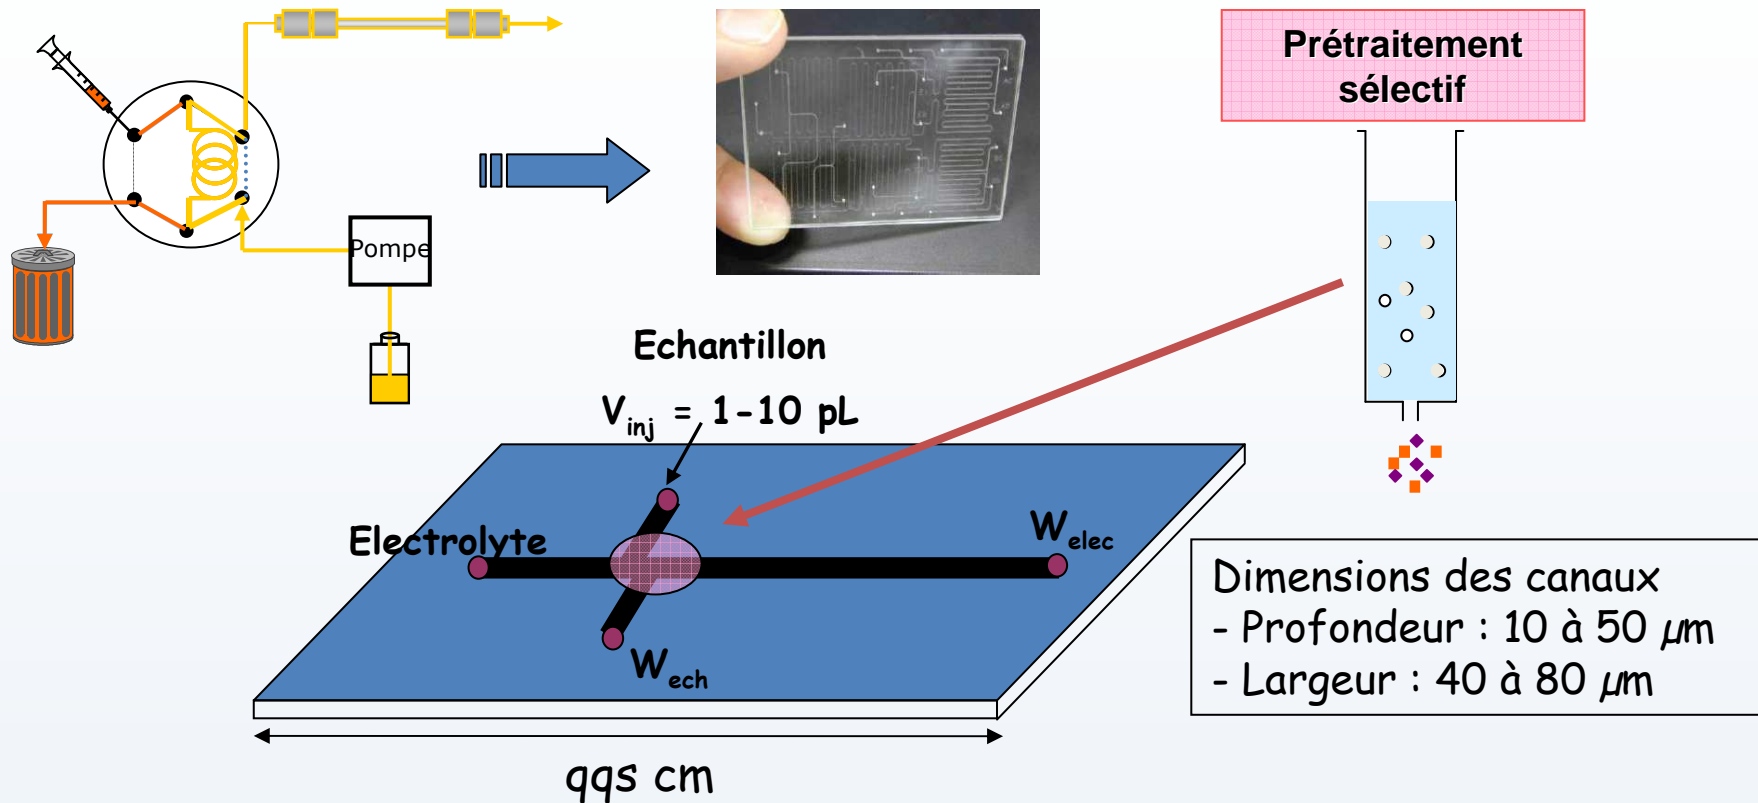 Prétraitement
sélectif
Pompe
Echantillon
Vinj = 1-10 pL
Electrolyte
Welec
Wech
qqs cm
Dimensions des canaux
- Profondeur : 10 à 50 µm
- Largeur : 40 à 80 µm